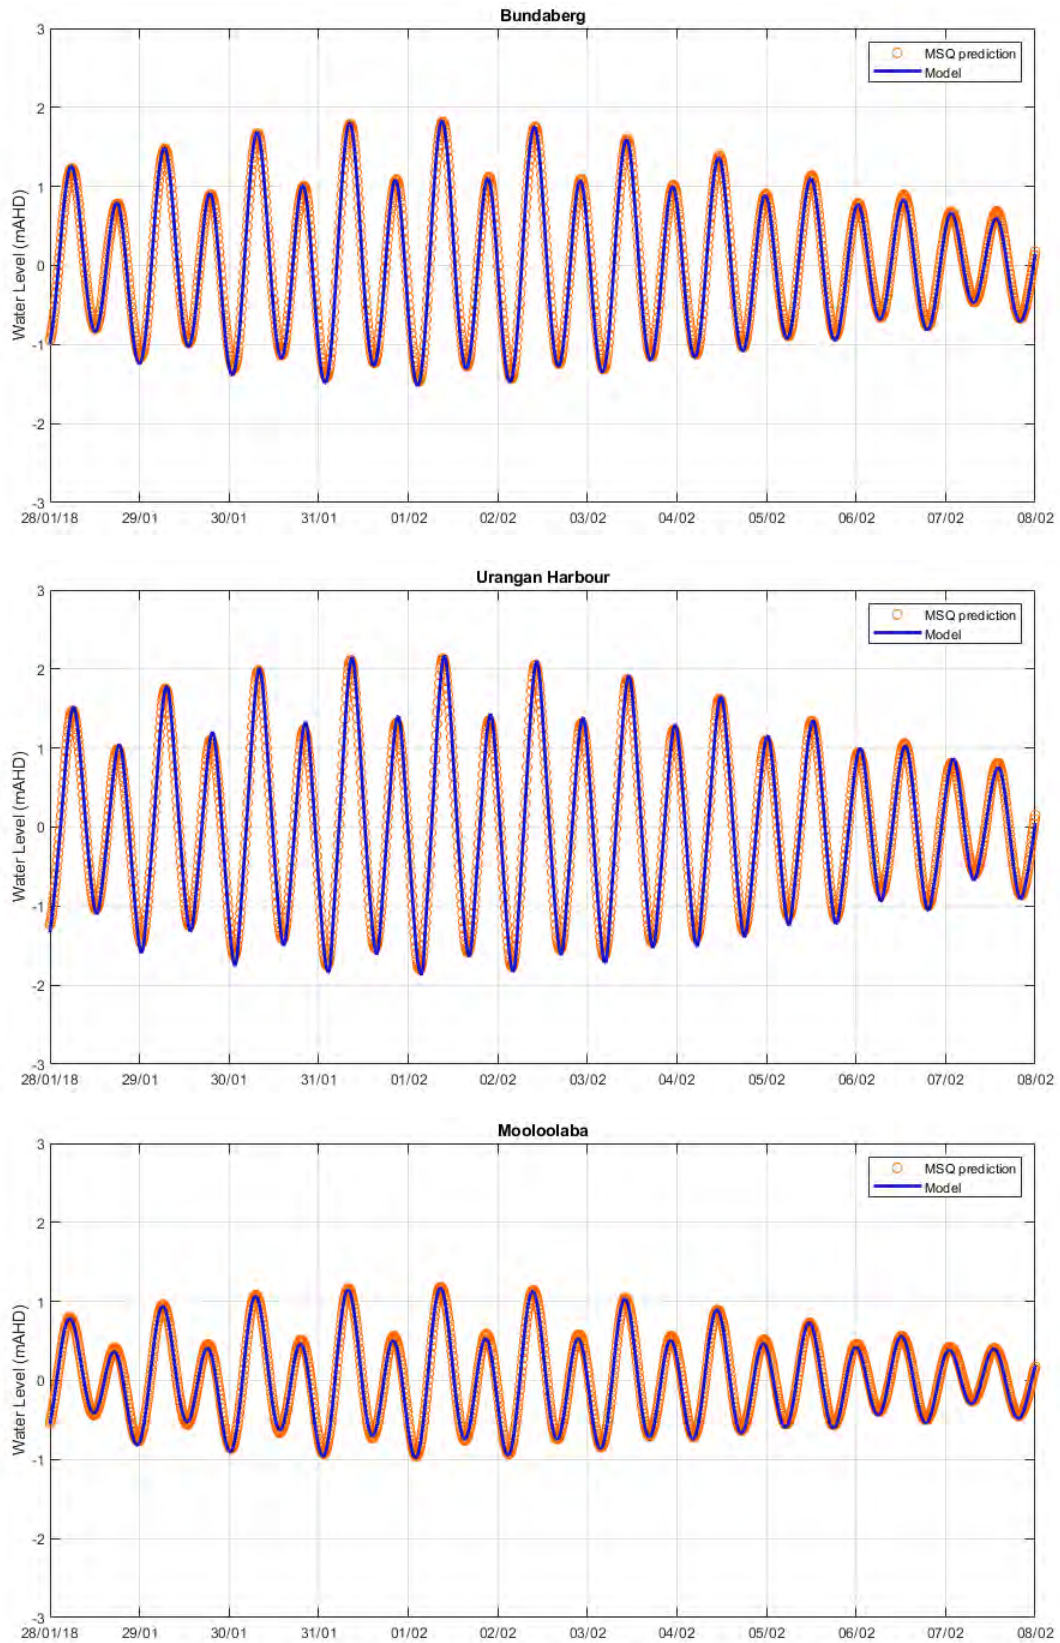 Bundaberg
3
MSQ prediction
Model
2
1
0
-1
-2
-3
Water Level (mAHD)
28/01/18 29/01 30/01 31/01 01/02 02/02 03/02 04/02 05/02 06/02 07/02 08/02
Urangan Harbour
3
MSQ prediction
Model
2
1
0
-1
-2
-3
Water Level (mAHD)
28/01/18 29/01 30/01 31/01 01/02 02/02 03/02 04/02 05/02 06/02 07/02 08/02
Mooloolaba
3
MSQ prediction
Model
2
1
0
-1
-2
-3
Water Level (mAHD)
28/01/18 29/01 30/01 31/01 01/02 02/02 03/02 04/02 05/02 06/02 07/02 08/02